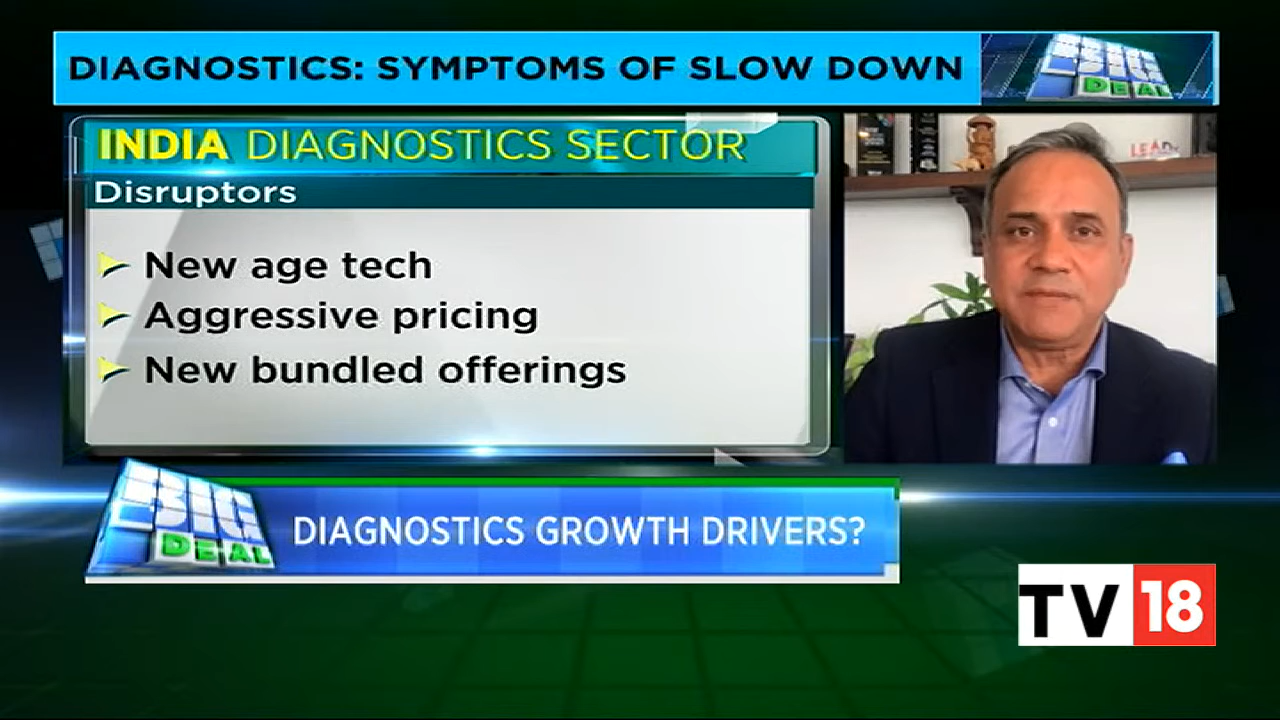 DIAGNOSTICS: SYMPTOMS OF SLOW DOWN
BIG
DEAL
INDIA DIAGNOSTICS SECTOR
Disruptors
New age tech
Aggressive pricing
New bundled offerings
LEAD
BIG
DEAL
DIAGNOSTICS GROWTH DRIVERS?
TV18